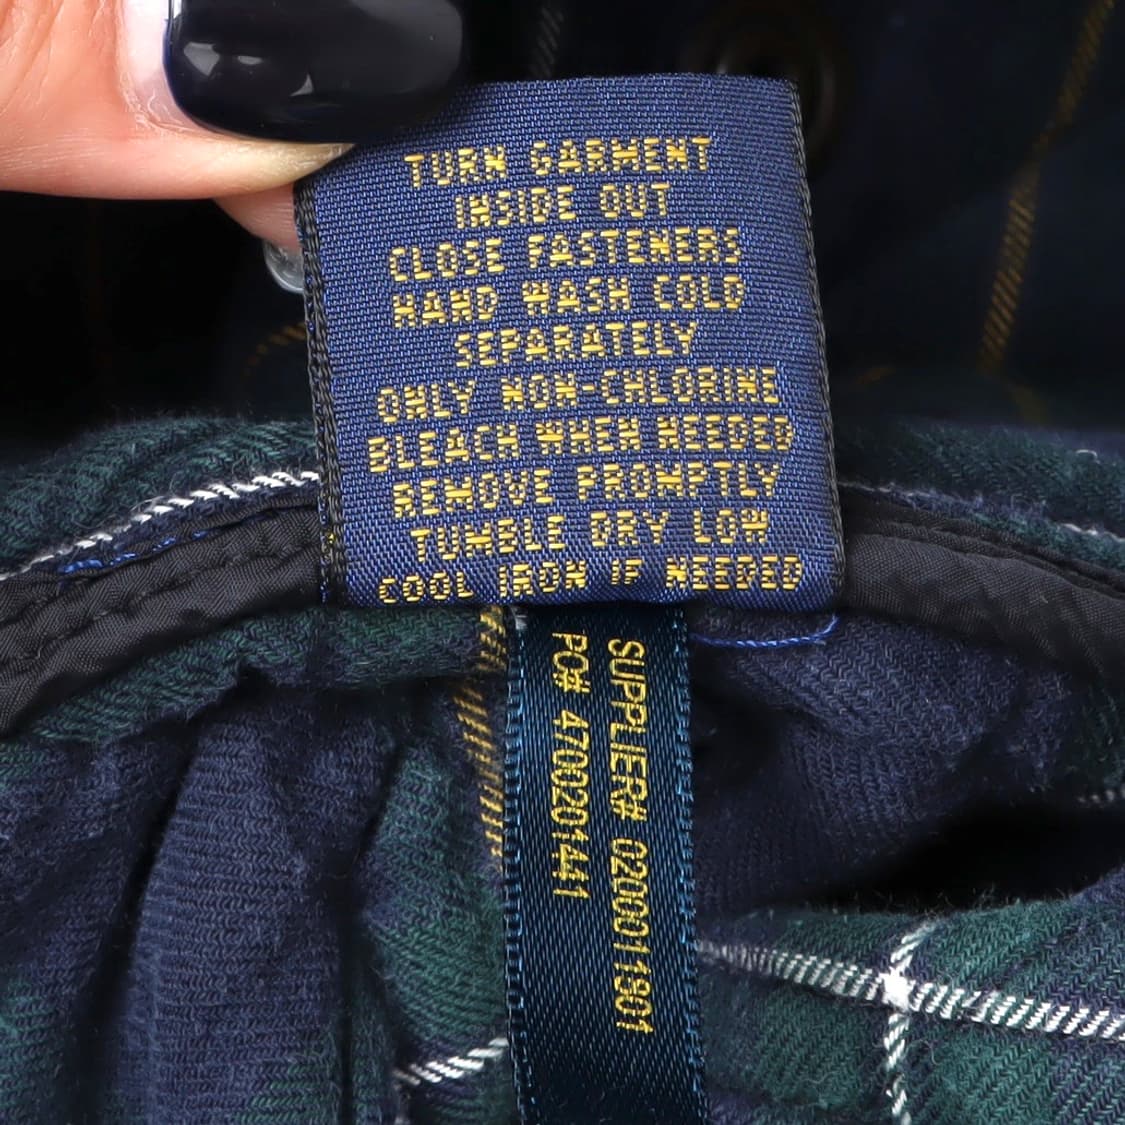 TURN GARMENT
INSIDE OUT
CLOSE FASTENERS
HAND WASH COLD
SEPARATELY
ONLY NON-CHLORINE
BLEACH WHEN NEEDED
REMOVE PROMPTLY
TUMBLE DRY LOW
COOL IRON IF NEEDED
SUPPLIER# 0200011901
PO# 4700201441